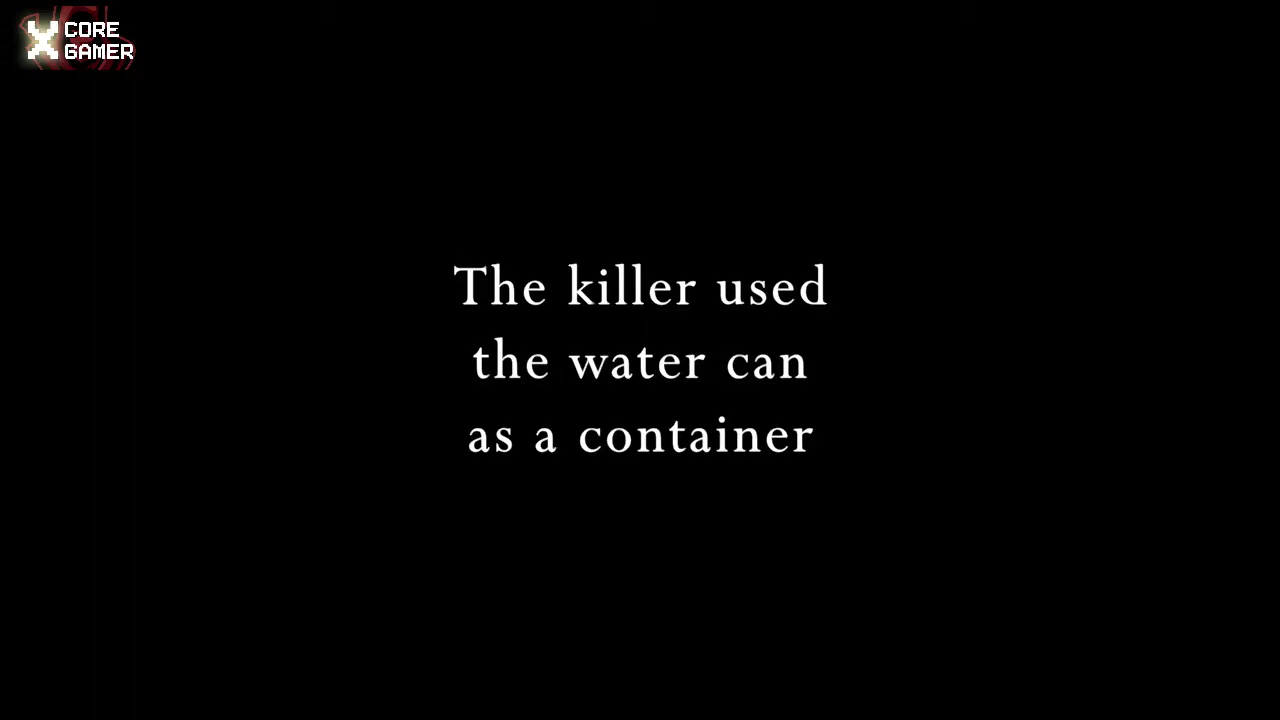 CORE
GAMER
The killer used
the water can
as a container